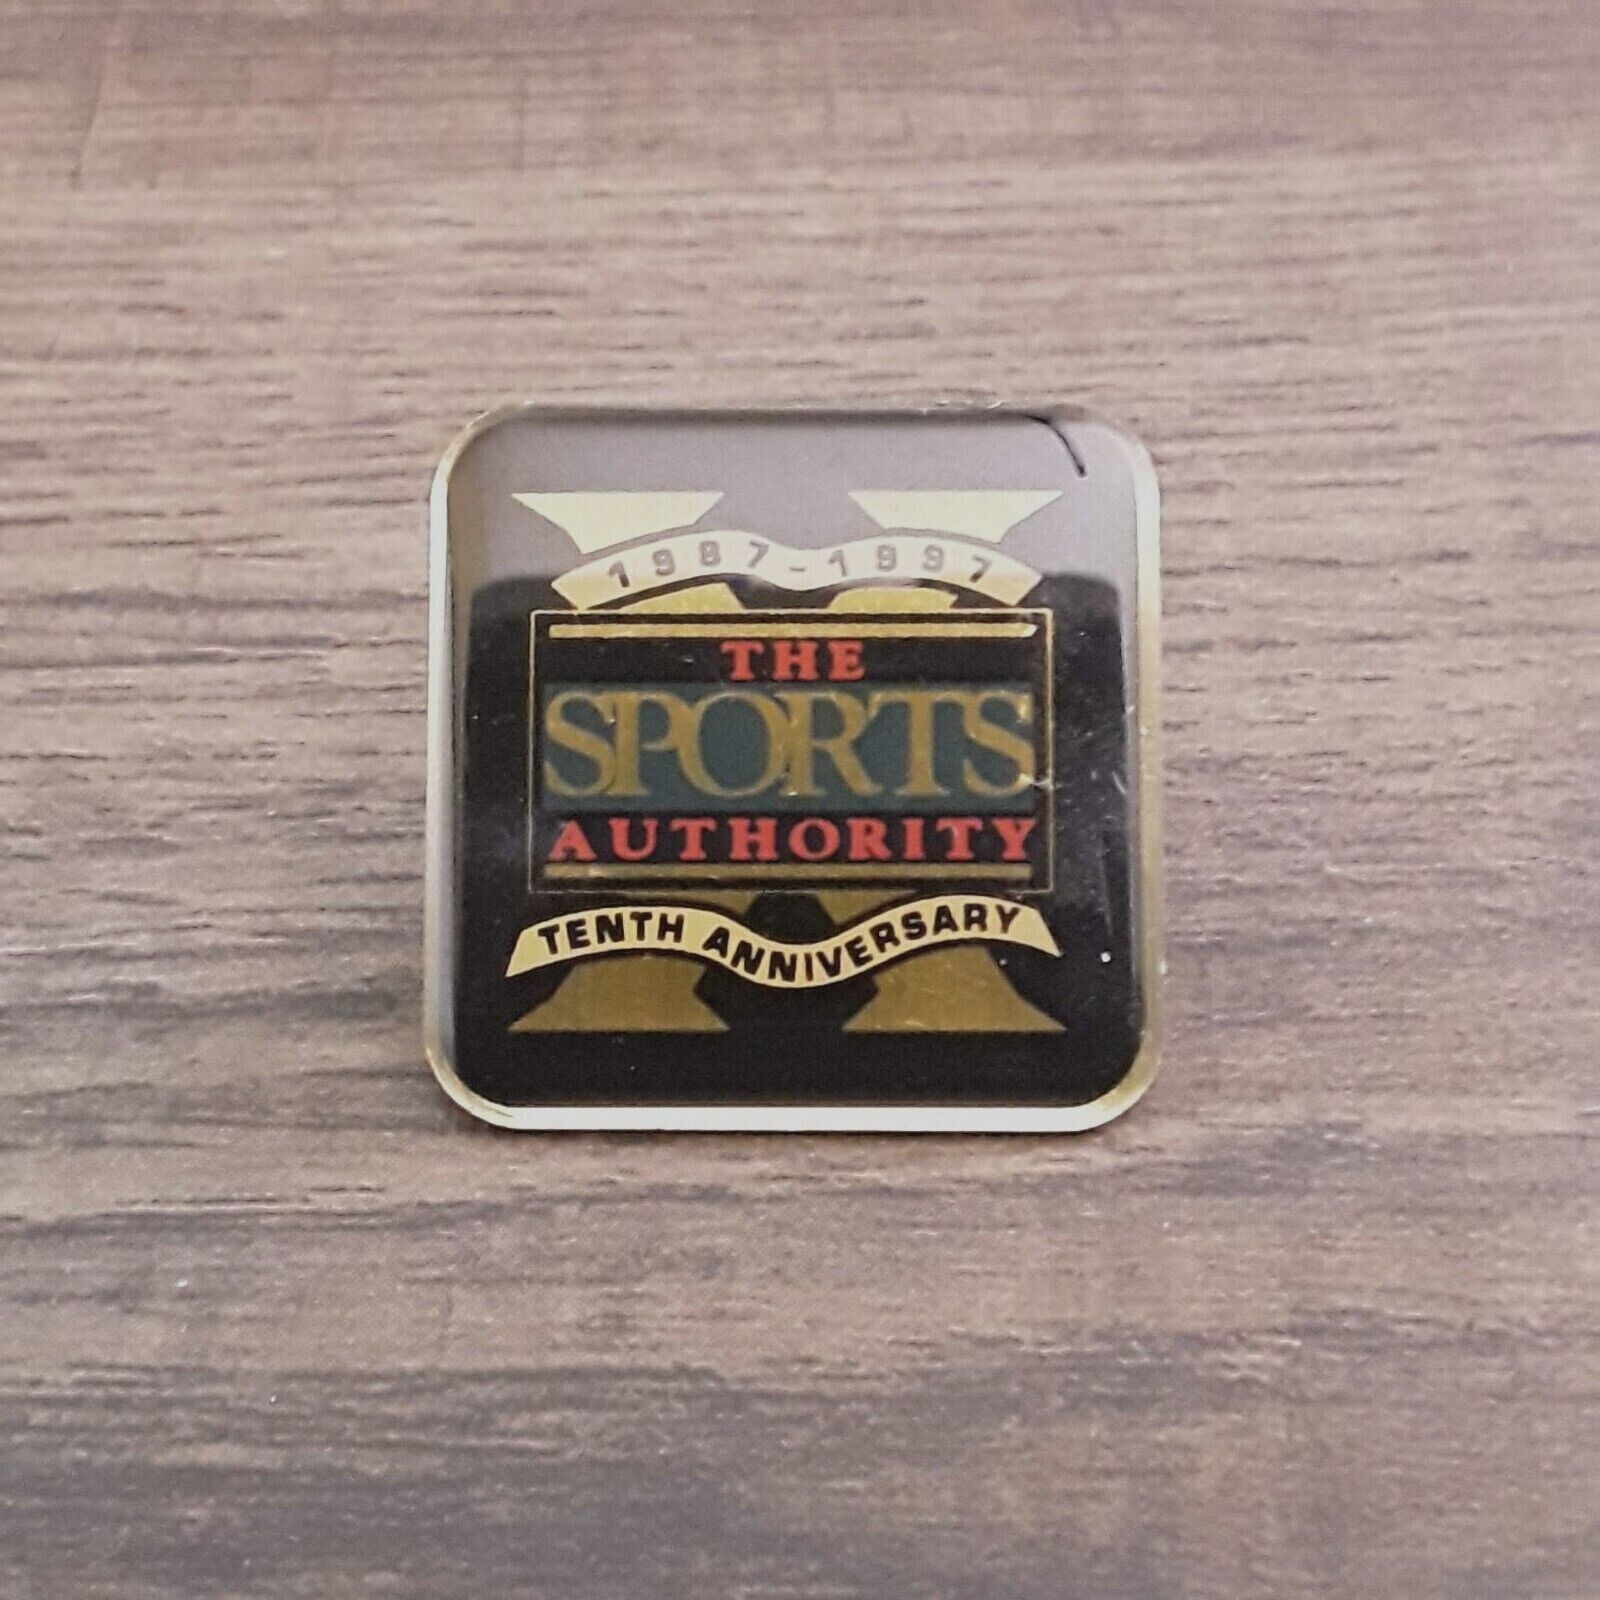 1987-1997
THE
SPORTS
AUTHORITY
TENTH ANNIVERSARY